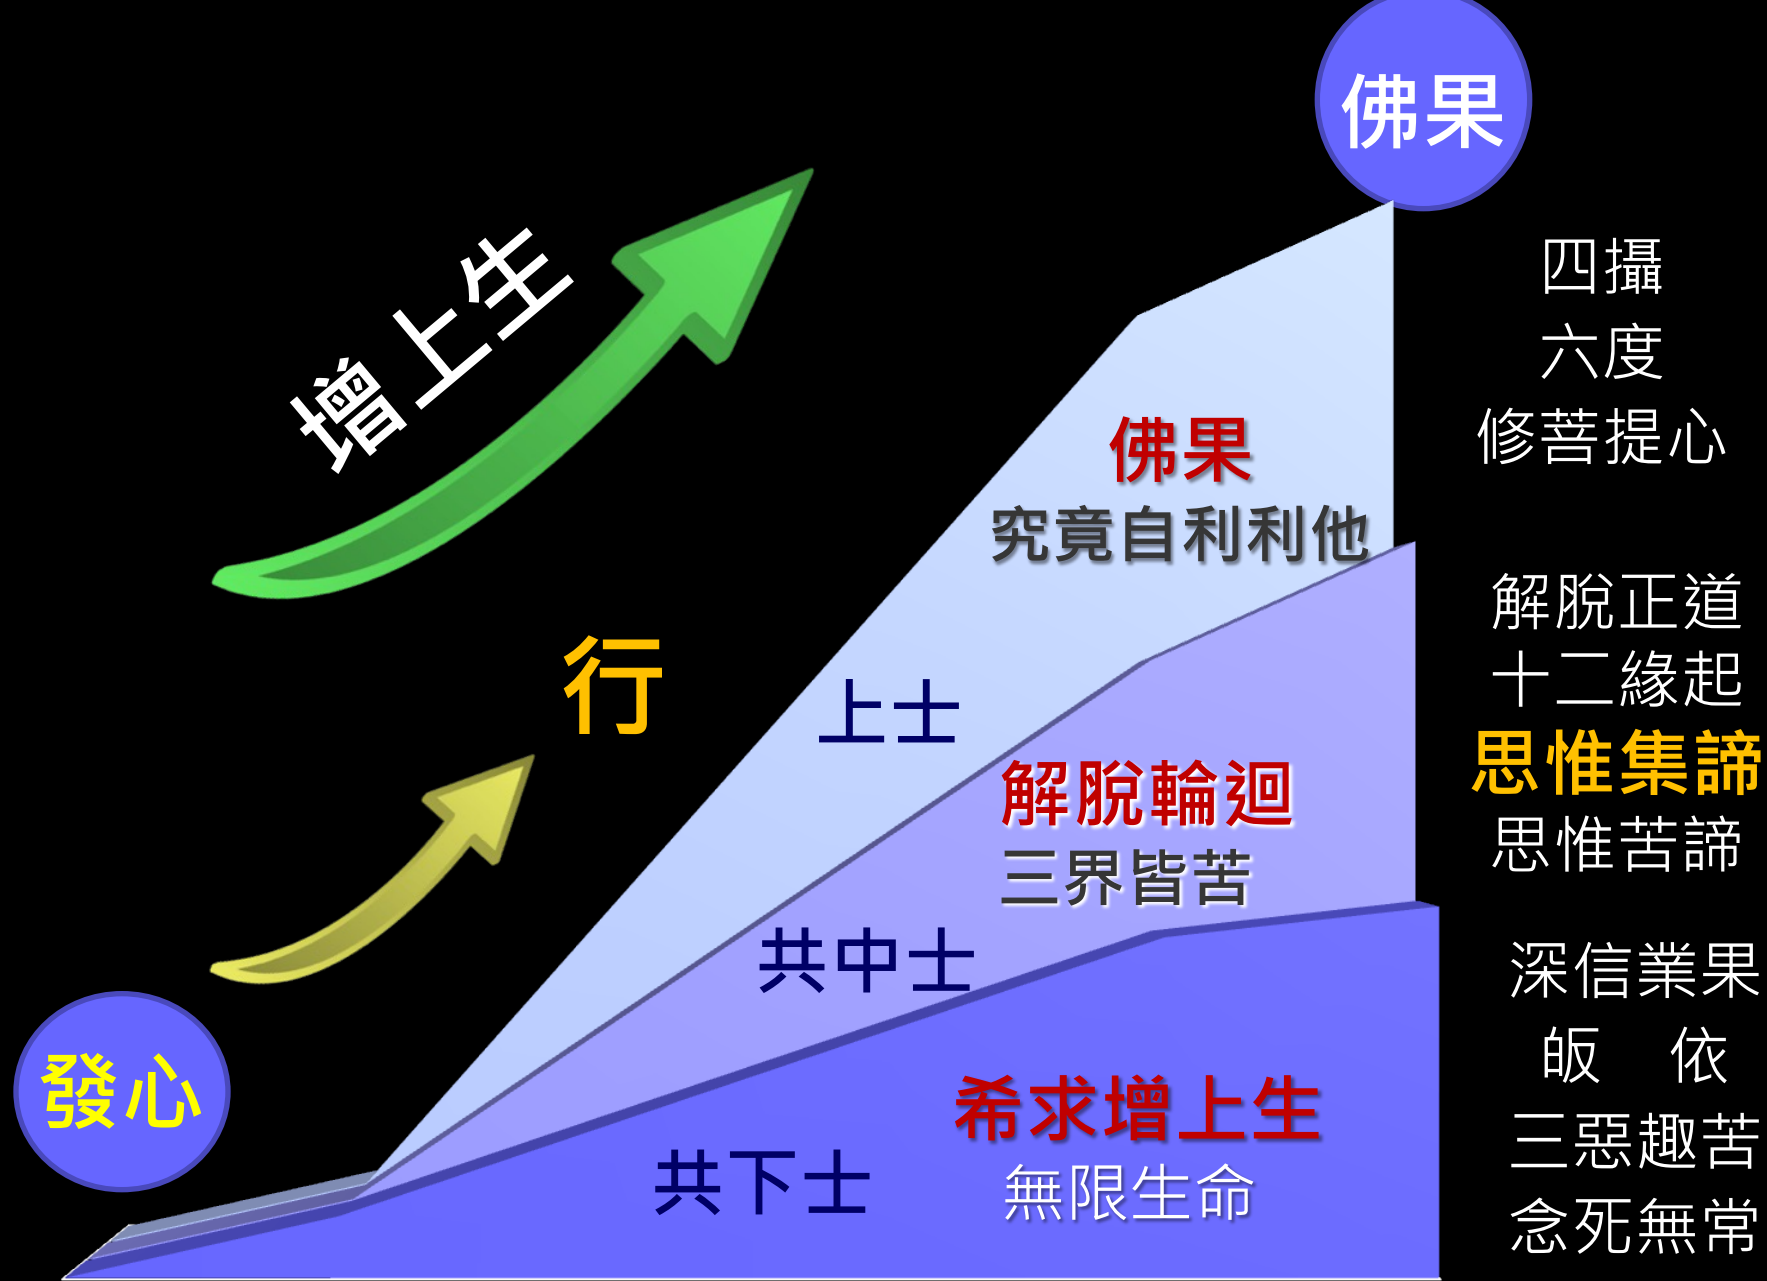 佛果
四攝
六度
修菩提心
增上生
佛果
究竟自利利他
行
上士
解脫正道
十二緣起
思惟集諦
思惟苦諦
解脫輪迴
三界皆苦
共中士
發心
深信業果
皈 依
三惡趣苦
念死無常
希求增上生
無限生命
共下士